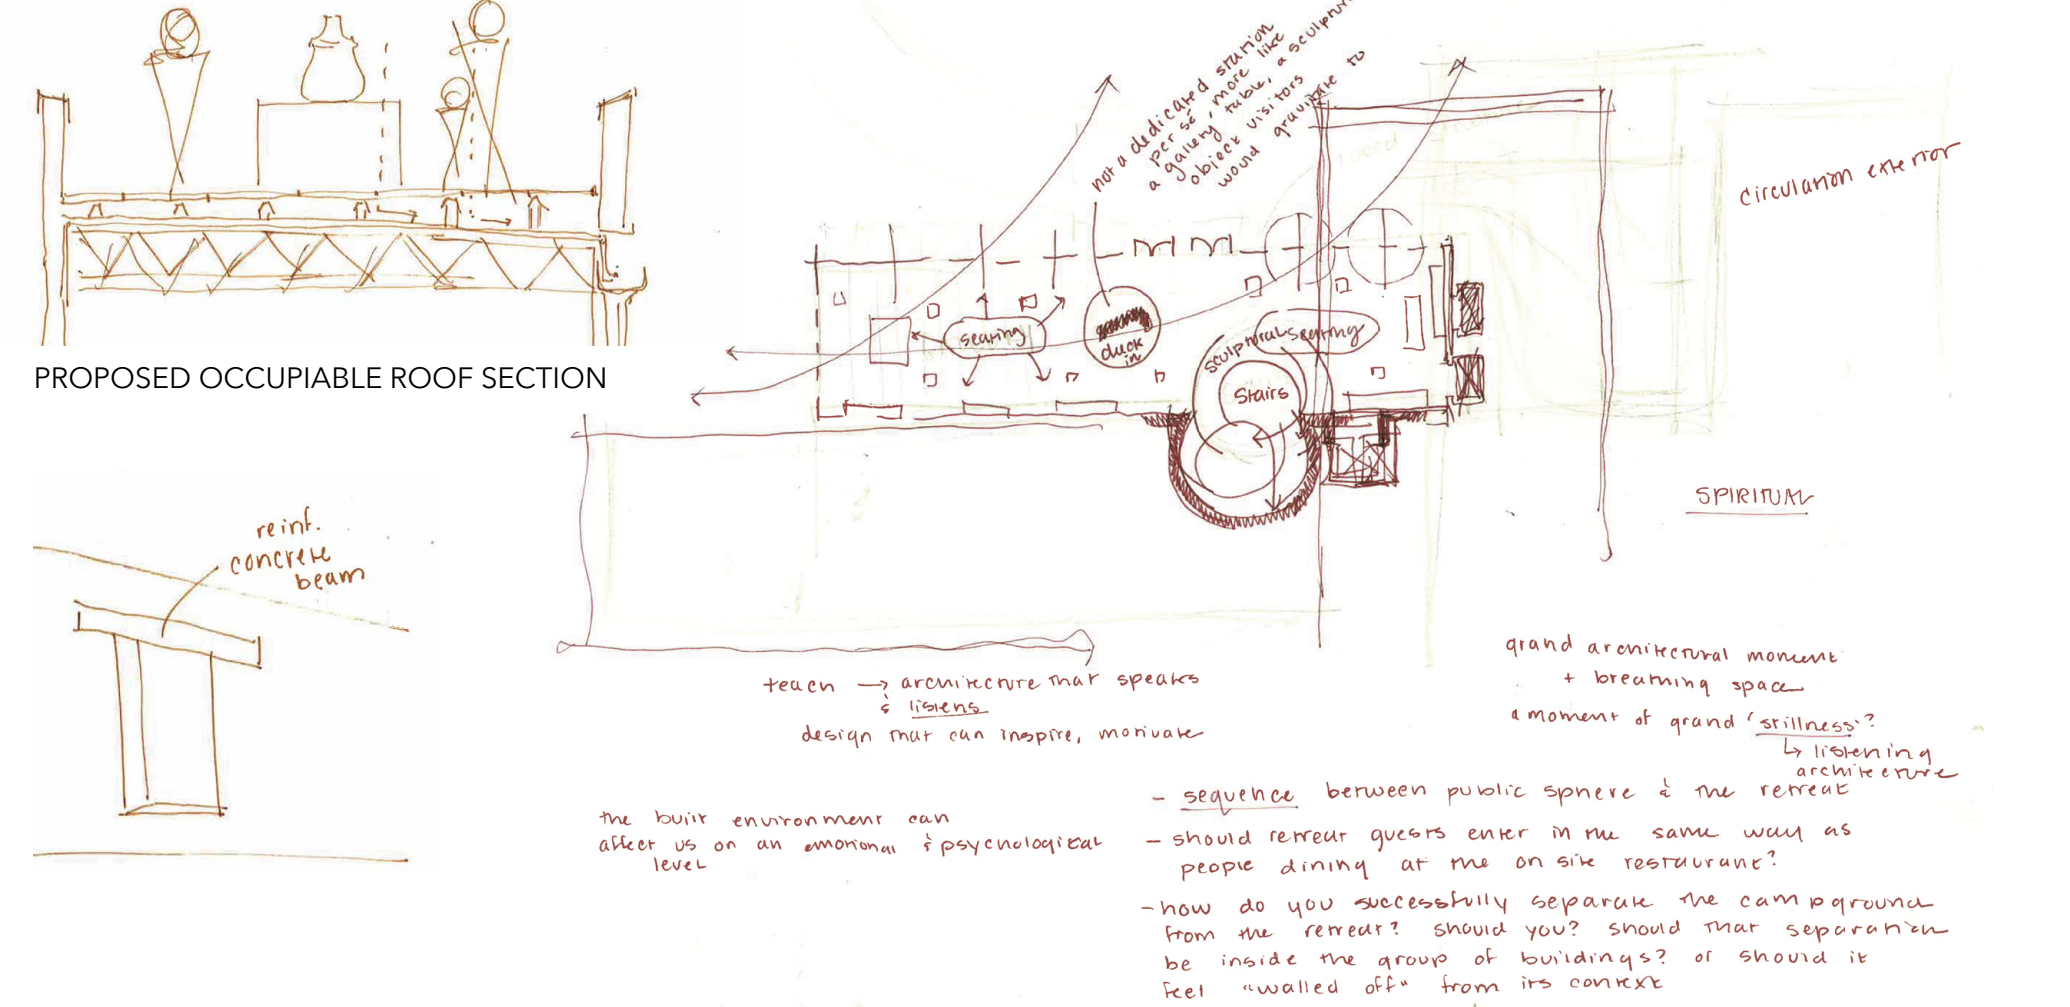 PROPOSED OCCUPIABLE ROOF SECTION
reinf.
concrete
beam
not a dedicated station
per sé, more like
a gallery table, a sculptural
object visitors
would gravitate to
circulation exterior
seating
duck
in
sculptural seating
Stairs
SPIRITUAL
teach → architecture that speaks
& listens
design that can inspire, motivate
the built environment can
affect us on an emotional & psychological
level
grand architectural moment
+ breathing space
a moment of grand 'stillness'?
↳ listening
architecture
- sequence between public sphere & the retreat
- should retreat guests enter in the same way as
people dining at the on site restaurant?
- how do you successfully separate the campground
from the retreat? should you? should that separation
be inside the group of buildings? or should it
feel "walled off" from its context